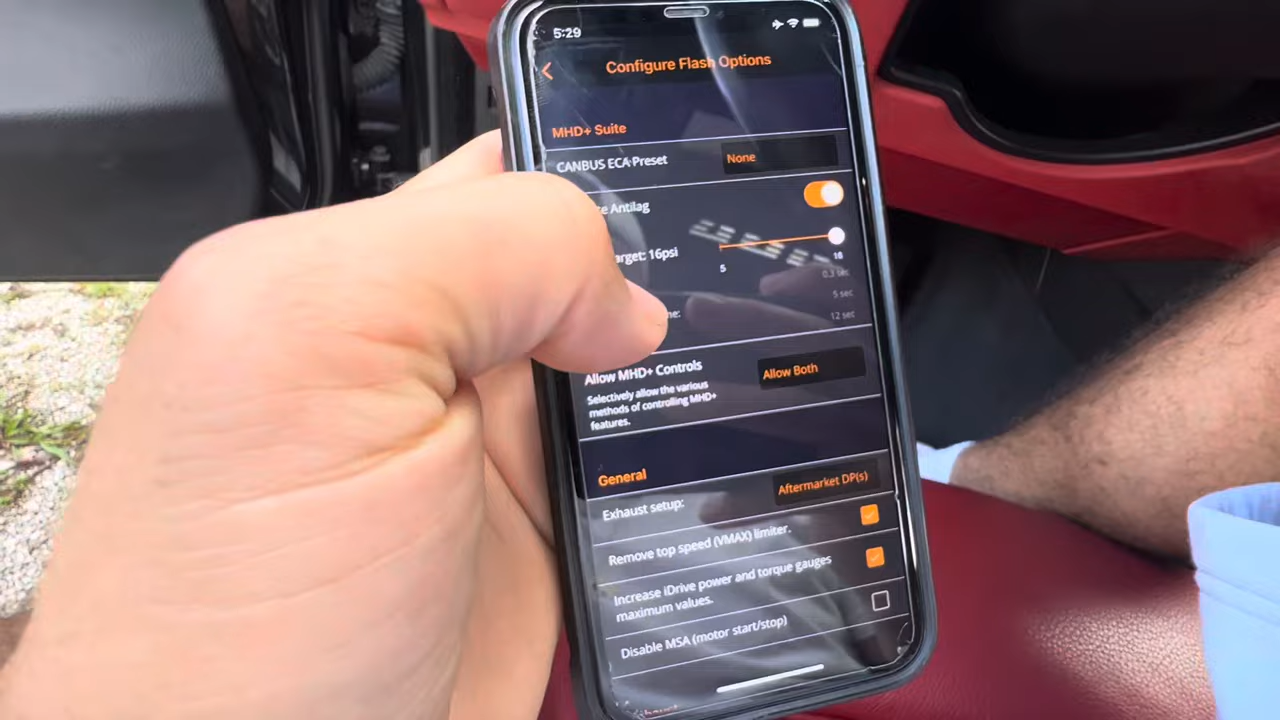 5:29
Configure Flash Options
MHD+ Suite
CANBUS ECA Preset
None
Antilag
arget: 16psi
5
16
0.3 sec
5 sec
ne:
12 sec
Allow MHD+ Controls
Allow Both
Selectively allow the various
methods of controlling MHD+
features.
General
Exhaust setup:
Aftermarket DP(s)
Remove top speed (VMAX) limiter.
Increase iDrive power and torque gauges
maximum values.
Disable MSA (motor start/stop)